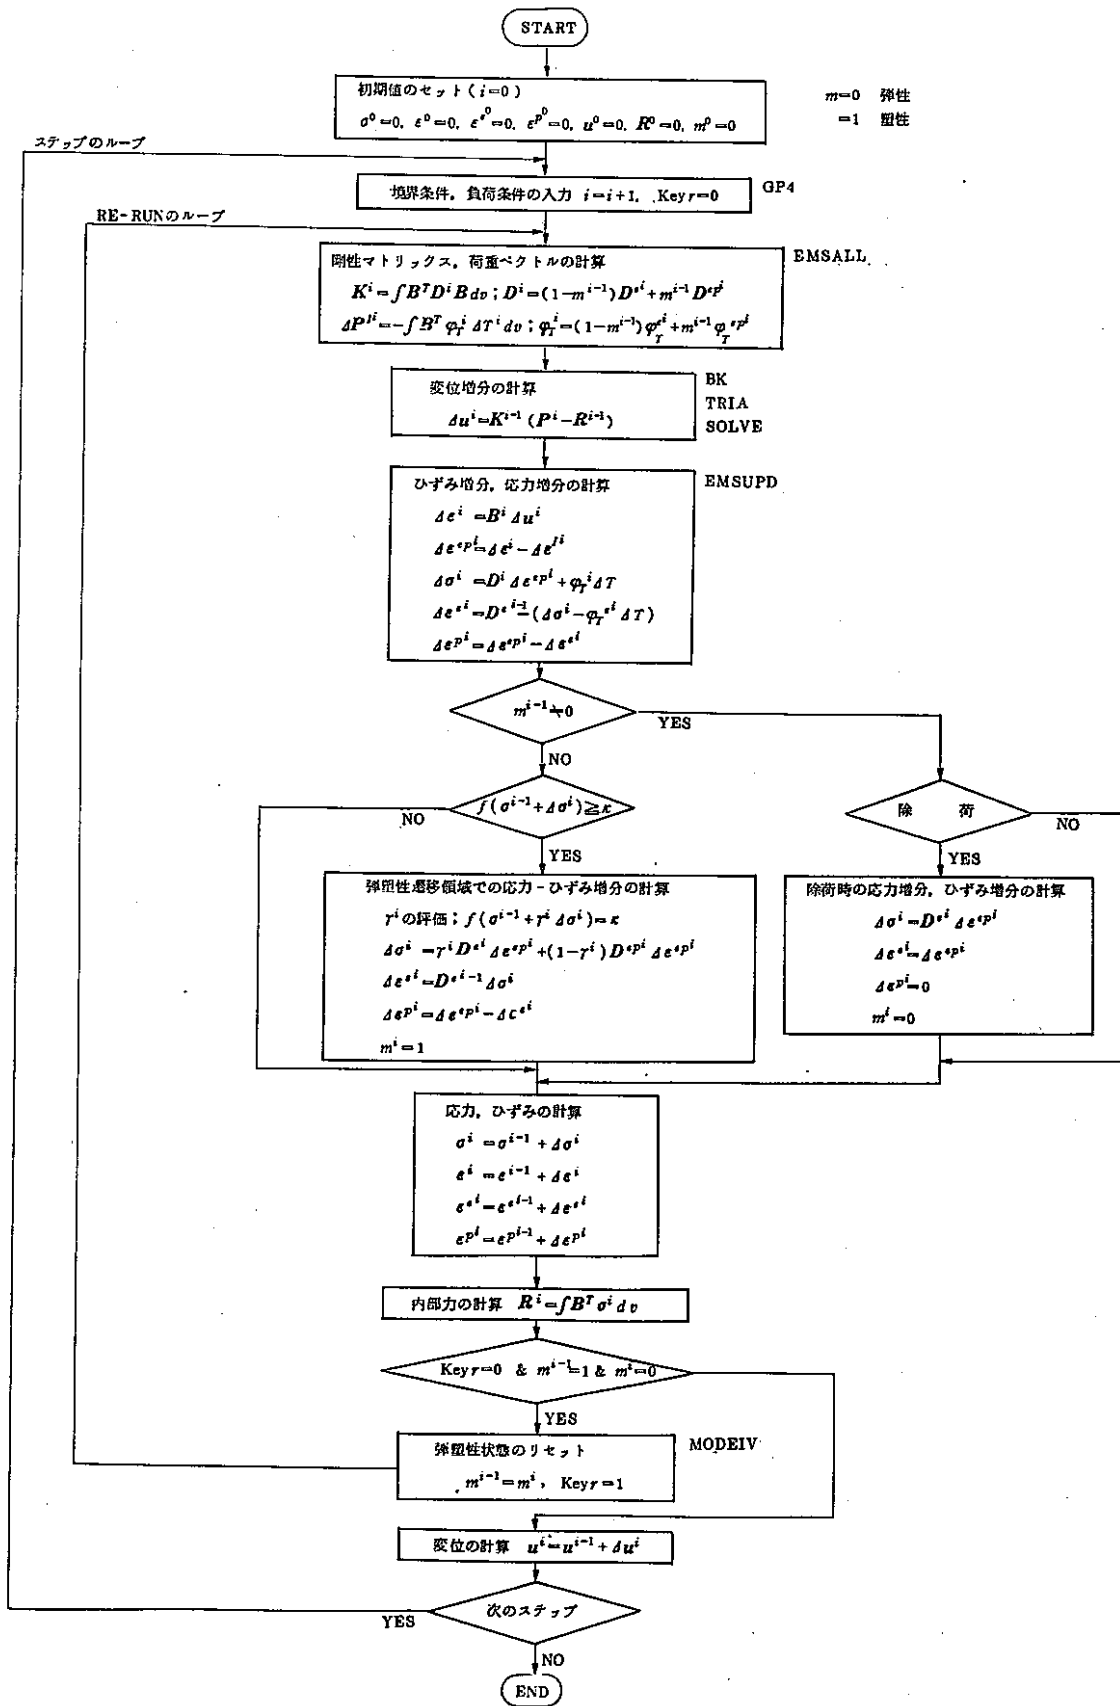 START
初期値のセット(i=0)
σ⁰=0, ε⁰=0, εᵉ⁰=0, εᵖ⁰=0, u⁰=0, R⁰=0, m⁰=0
m=0 弾性
=1 塑性
ステップのループ
境界条件, 負荷条件の入力 i=i+1, Keyr=0
GP4
RE-RUNのループ
剛性マトリックス, 荷重ベクトルの計算
EMSALL
Kⁱ=∫BᵀDⁱBdv; Dⁱ=(1-mⁱ⁻¹)Dᵉⁱ+mⁱ⁻¹Dᵉᵖⁱ
ΔPᴵⁱ=-∫Bᵀφ_TⁱΔTⁱdv; φ_Tⁱ=(1-mⁱ⁻¹)φ_Tᵉⁱ+mⁱ⁻¹φ_Tᵉᵖⁱ
変位増分の計算
Δuⁱ=Kⁱ⁻¹(Pⁱ-Rⁱ⁻¹)
BK
TRIA
SOLVE
ひずみ増分, 応力増分の計算
EMSUPD
Δεⁱ=BⁱΔuⁱ
Δεᵉᵖⁱ=Δεⁱ-Δεᴵⁱ
Δσⁱ=DⁱΔεᵉᵖⁱ+φ_TⁱΔT
Δεᵉⁱ=Dᵉⁱ⁻¹(Δσⁱ-φ_TᵉⁱΔT)
Δεᵖⁱ=Δεᵉᵖⁱ-Δεᵉⁱ
mⁱ⁻¹≒0
YES
NO
f(σⁱ⁻¹+Δσⁱ)≧κ
NO
YES
除 荷
NO
YES
弾塑性遷移領域での応力-ひずみ増分の計算
γⁱの評価; f(σⁱ⁻¹+γⁱΔσⁱ)=κ
Δσⁱ=γⁱDᵉⁱΔεᵉᵖⁱ+(1-γⁱ)DᵉᵖⁱΔεᵉᵖⁱ
Δεᵉⁱ=Dᵉⁱ⁻¹Δσⁱ
Δεᵖⁱ=Δεᵉᵖⁱ-Δεᵉⁱ
mⁱ=1
除荷時の応力増分, ひずみ増分の計算
Δσⁱ=DᵉⁱΔεᵉᵖⁱ
Δεᵉⁱ=Δεᵉᵖⁱ
Δεᵖⁱ=0
mⁱ=0
応力, ひずみの計算
σⁱ=σⁱ⁻¹+Δσⁱ
εⁱ=εⁱ⁻¹+Δεⁱ
εᵉⁱ=εᵉⁱ⁻¹+Δεᵉⁱ
εᵖⁱ=εᵖⁱ⁻¹+Δεᵖⁱ
内部力の計算 Rⁱ=∫Bᵀσⁱdv
Keyr=0 & mⁱ⁻¹=1 & mⁱ=0
YES
弾塑性状態のリセット
MODEIV
mⁱ⁻¹=mⁱ, Keyr=1
変位の計算 uⁱ=uⁱ⁻¹+Δuⁱ
次のステップ
YES
NO
END